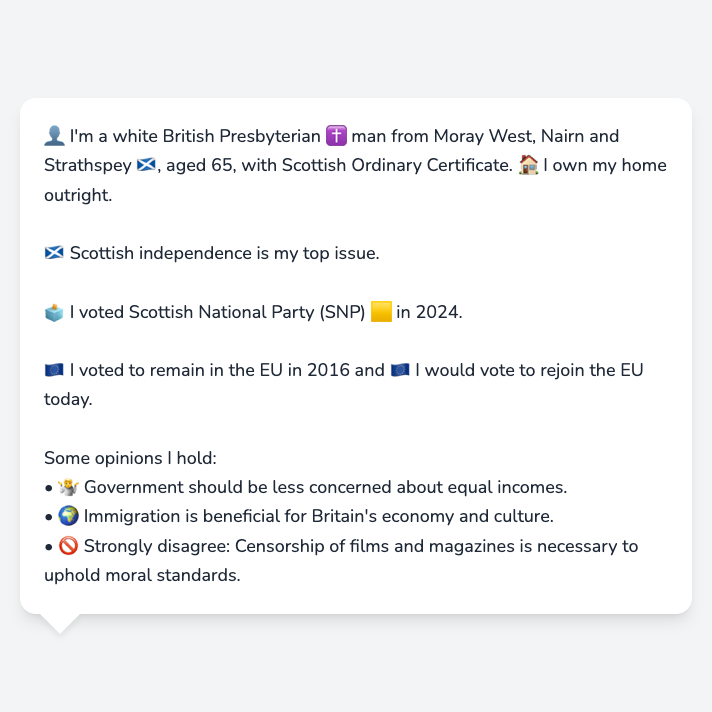 👤 I'm a white British Presbyterian ✝️ man from Moray West, Nairn and
Strathspey 🏴󠁧󠁢󠁳󠁣󠁴󠁿, aged 65, with Scottish Ordinary Certificate. 🏠 I own my home
outright.
🏴󠁧󠁢󠁳󠁣󠁴󠁿 Scottish independence is my top issue.
🗳️ I voted Scottish National Party (SNP) 🟨 in 2024.
🇪🇺 I voted to remain in the EU in 2016 and 🇪🇺 I would vote to rejoin the EU
today.
Some opinions I hold:
• 🤷 Government should be less concerned about equal incomes.
• 🌍 Immigration is beneficial for Britain's economy and culture.
• 🚫 Strongly disagree: Censorship of films and magazines is necessary to
uphold moral standards.